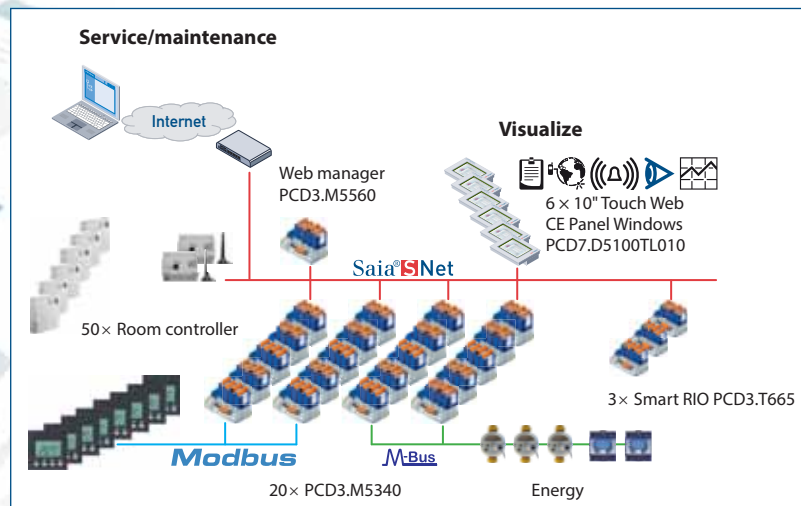 Service/maintenance
Internet
Visualize
Web manager
PCD3.M5560
6 × 10" Touch Web
CE Panel Windows
PCD7.D5100TL010
Saia® S Net
50× Room controller
3× Smart RIO PCD3.T665
Modbus
M-Bus
20× PCD3.M5340
Energy